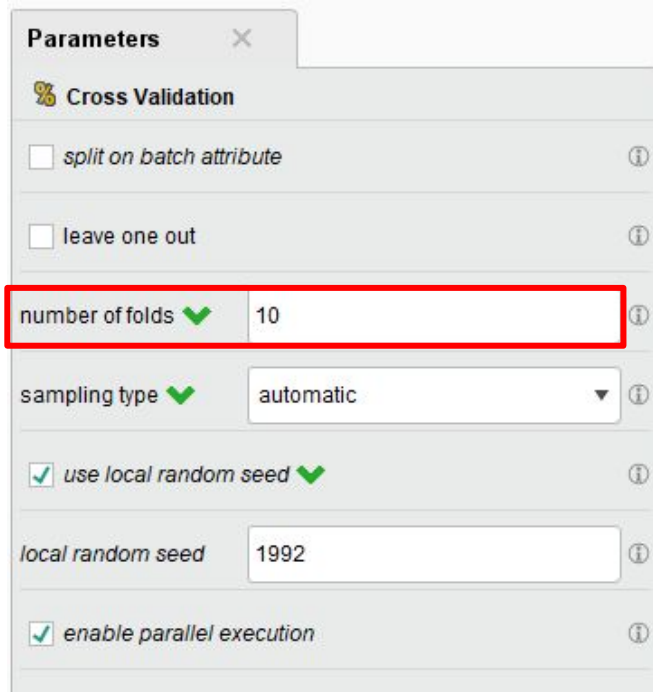 Parameters
Cross Validation
split on batch attribute
leave one out
number of folds 10
sampling type automatic
use local random seed
local random seed 1992
enable parallel execution